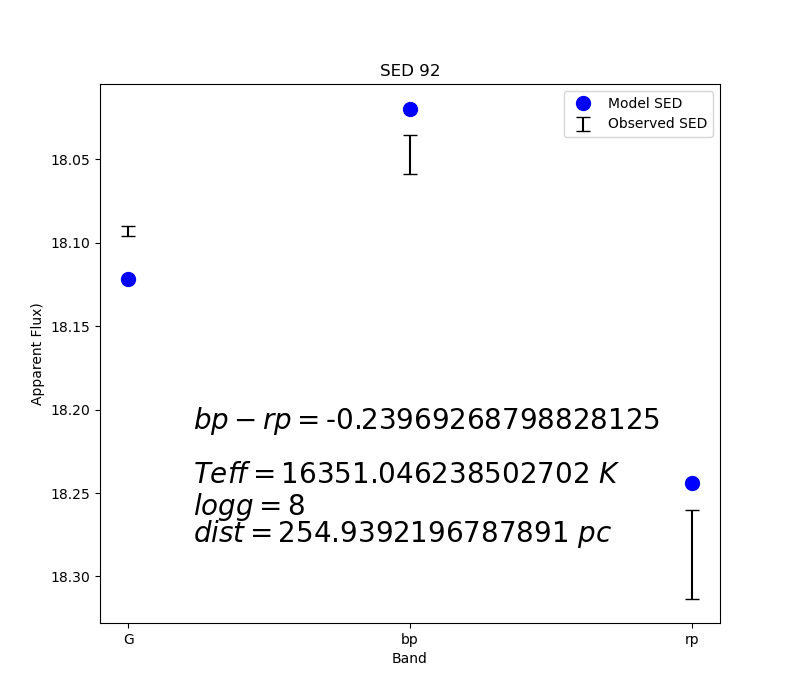 SED 92
Model SED
Observed SED
18.05
18.10
18.15
18.20
18.25
18.30
Apparent Flux)
bp − rp = -0.23969268798828125
Teff = 16351.046238502702 K
logg = 8
dist = 254.9392196787891 pc
G
bp
rp
Band